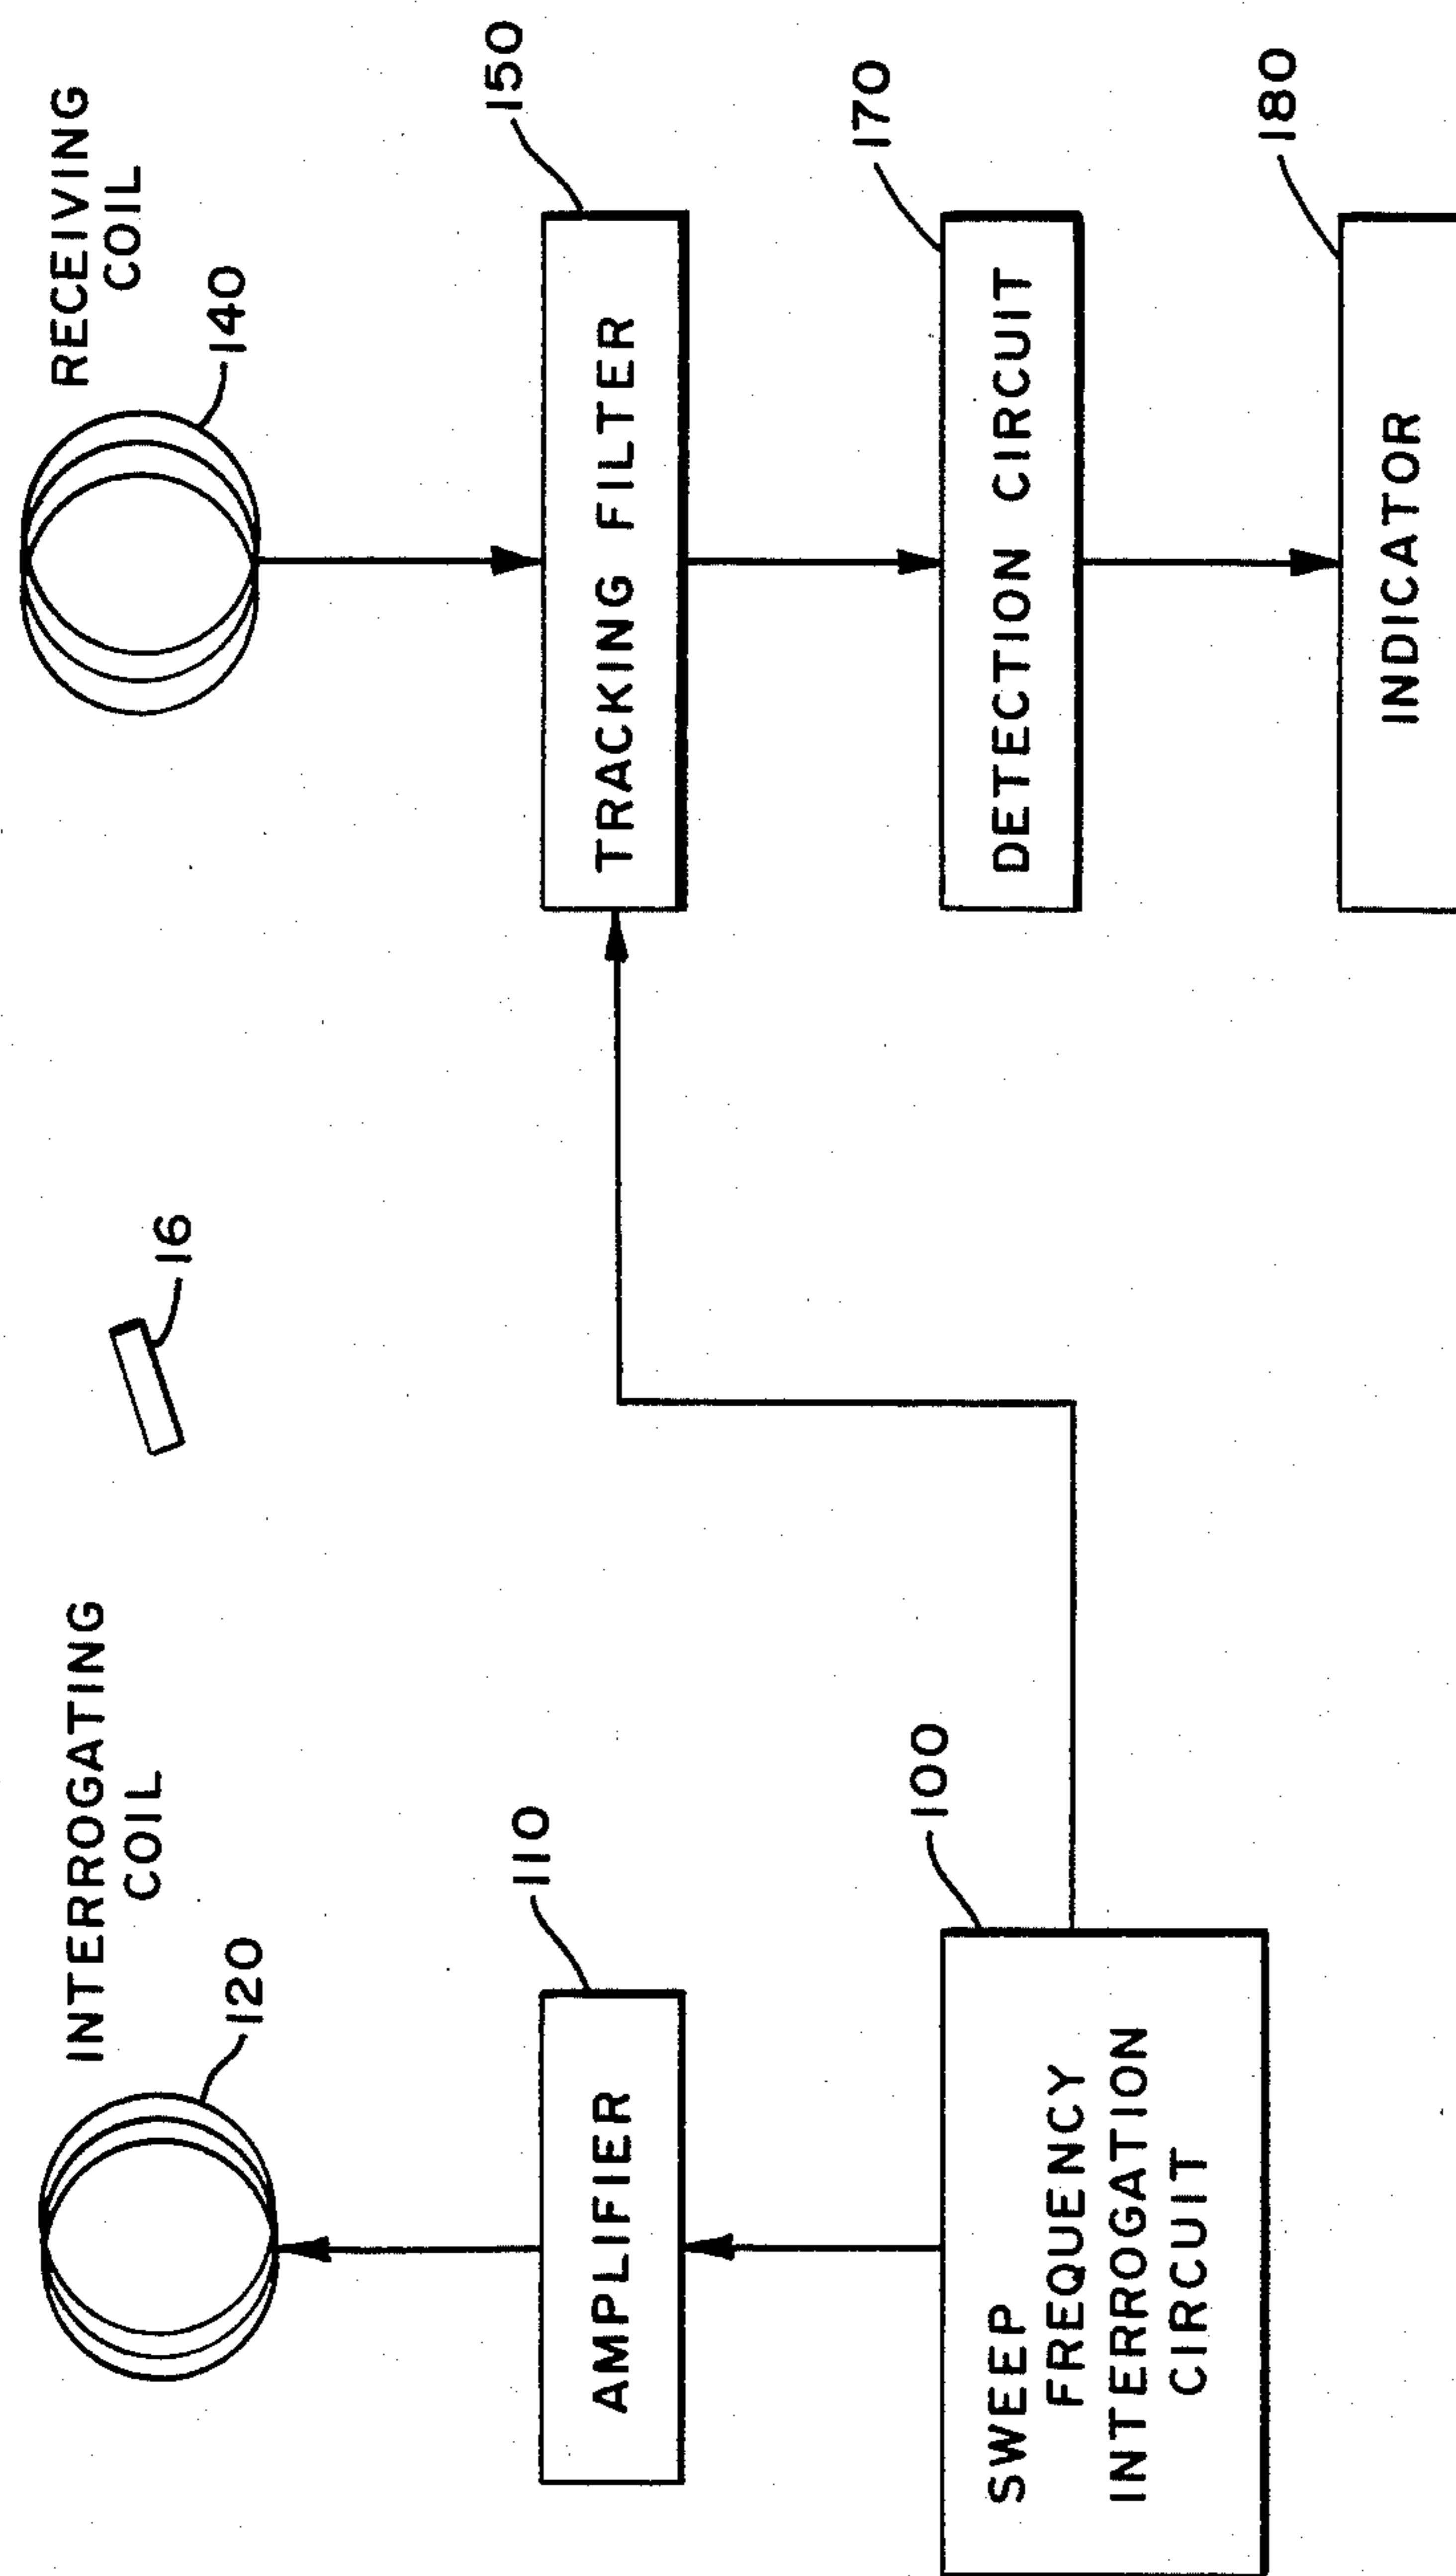 INTERROGATING
COIL
120
16
RECEIVING
COIL
140
110
AMPLIFIER
150
TRACKING FILTER
100
SWEEP
FREQUENCY
INTERROGATION
CIRCUIT
170
DETECTION CIRCUIT
180
INDICATOR